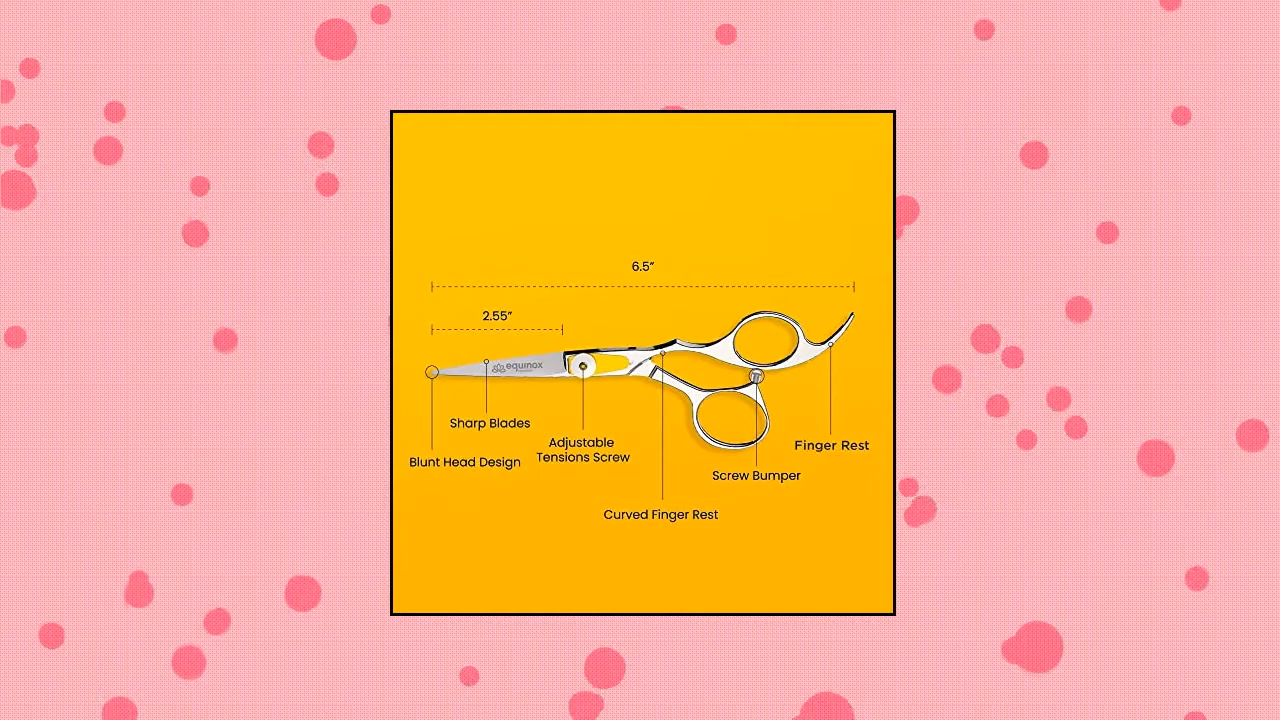 6.5"
2.55"
equinox
Sharp Blades
Adjustable
Tensions Screw
Blunt Head Design
Finger Rest
Screw Bumper
Curved Finger Rest